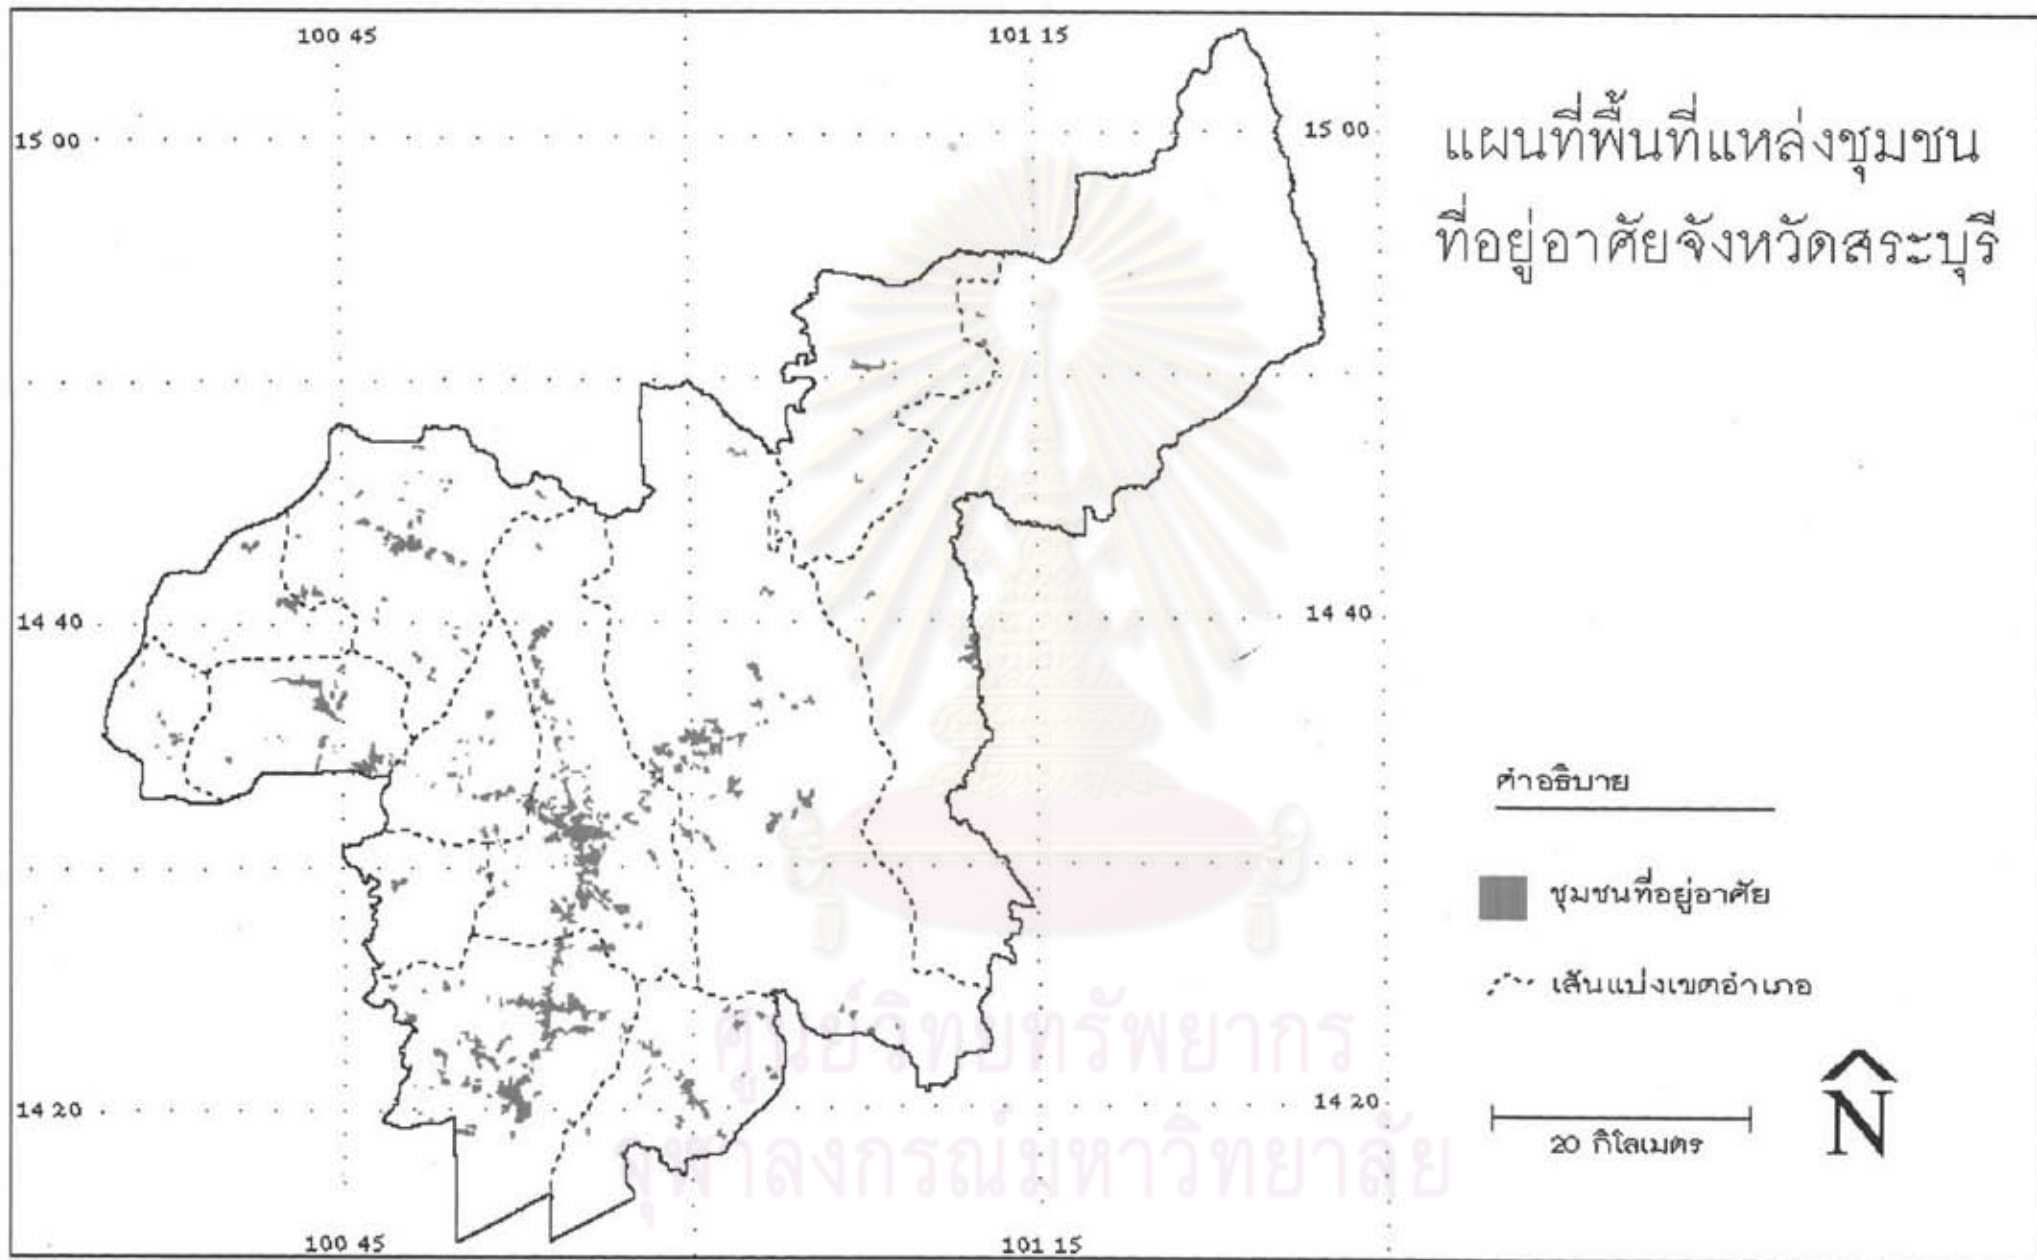 100 45
101 15
15 00
15 00
แผนที่พื้นที่แหล่งชุมชน
ที่อยู่อาศัยจังหวัดสระบุรี
14 40
14 40
คำอธิบาย
ชุมชนที่อยู่อาศัย
เส้นแบ่งเขตอำเภอ
ศูนย์วิทยทรัพยากร
14 20
14 20
N
20 กิโลเมตร
จุฬาลงกรณ์มหาวิทยาลัย
100 45
101 15